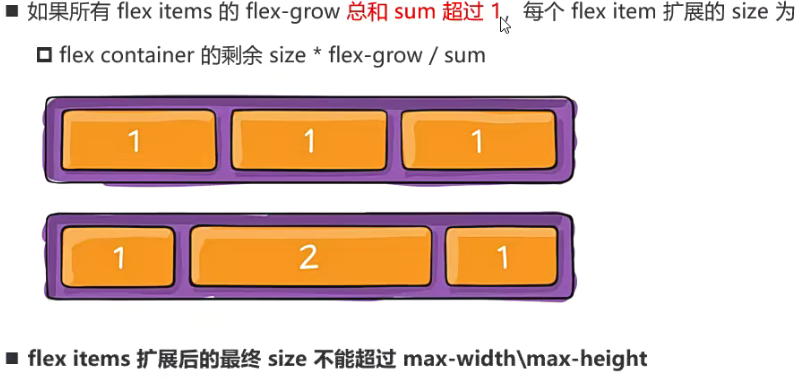 如果所有 flex items 的 flex-grow 总和 sum 超过 1，每个 flex item 扩展的 size 为
flex container 的剩余 size * flex-grow / sum
1 1 1
1 2 1
flex items 扩展后的最终 size 不能超过 max-width\max-height